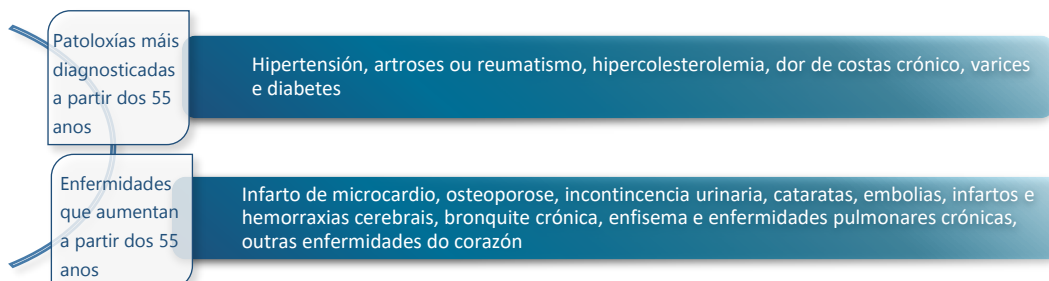 Patoloxías máis
diagnosticadas
a partir dos 55
anos
Hipertensión, artroses ou reumatismo, hipercolesterolemia, dor de costas crónico, varices
e diabetes
Enfermidades
que aumentan
a partir dos 55
anos
Infarto de microcardio, osteoporose, incontincencia urinaria, cataratas, embolias, infartos e
hemorraxias cerebrais, bronquite crónica, enfisema e enfermidades pulmonares crónicas,
outras enfermidades do corazón